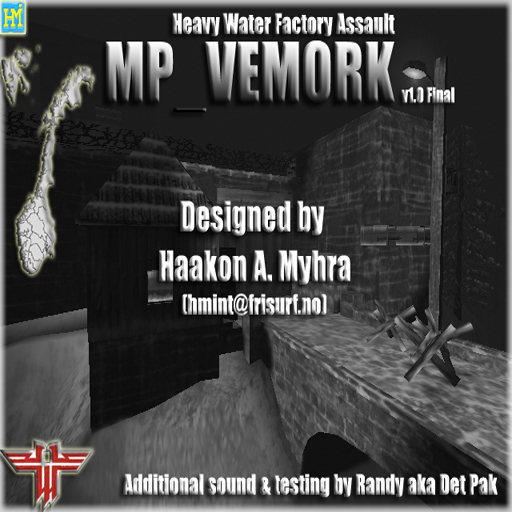 HMI
Heavy Water Factory Assault
MP_VEMORK
v1.0 Final
Designed by
Haakon A. Myhra
(hmint@frisurf.no)
Additional sound & testing by Randy aka Det Pak